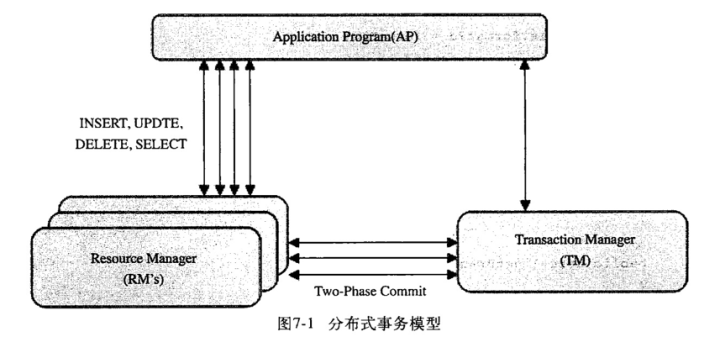 Application Program(AP)
INSERT, UPDTE,
DELETE, SELECT
Resource Manager
(RM's)
Transaction Manager
(TM)
Two-Phase Commit
图7-1 分布式事务模型